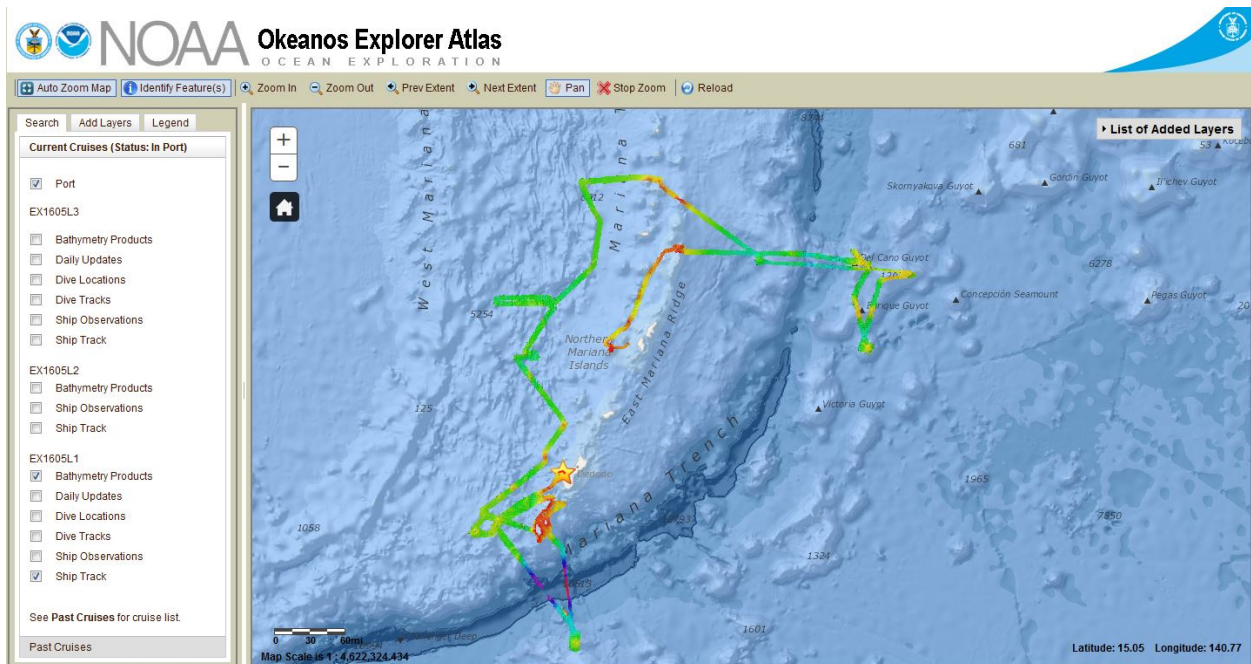 NOAA Okeanos Explorer Atlas
OCEAN EXPLORATION
Auto Zoom Map Identify Feature(s) Zoom In Zoom Out Prev Extent Next Extent Pan Stop Zoom Reload
Search Add Layers Legend
Current Cruises (Status: In Port)
Port
EX1605L3
Bathymetry Products
Daily Updates
Dive Locations
Dive Tracks
Ship Observations
Ship Track
EX1605L2
Bathymetry Products
Ship Observations
Ship Track
EX1605L1
Bathymetry Products
Daily Updates
Dive Locations
Dive Tracks
Ship Observations
Ship Track
See Past Cruises for cruise list.
Past Cruises
+
−
List of Added Layers
West Mariana
Mariana
681
53
Skornyakova Guyot
Gordin Guyot
Il'ichev Guyot
Del Cano Guyot
6278
Concepción Seamount
Pegas Guyot
Enrique Guyot
20
5254
Northern
Mariana
Islands
East Mariana Ridge
125
Victoria Guyot
Mariana Trench
1965
7350
1058
1324
1601
0 30 60mi
Map Scale is 1 : 4,622,324.434
Latitude: 15.05 Longitude: 140.77